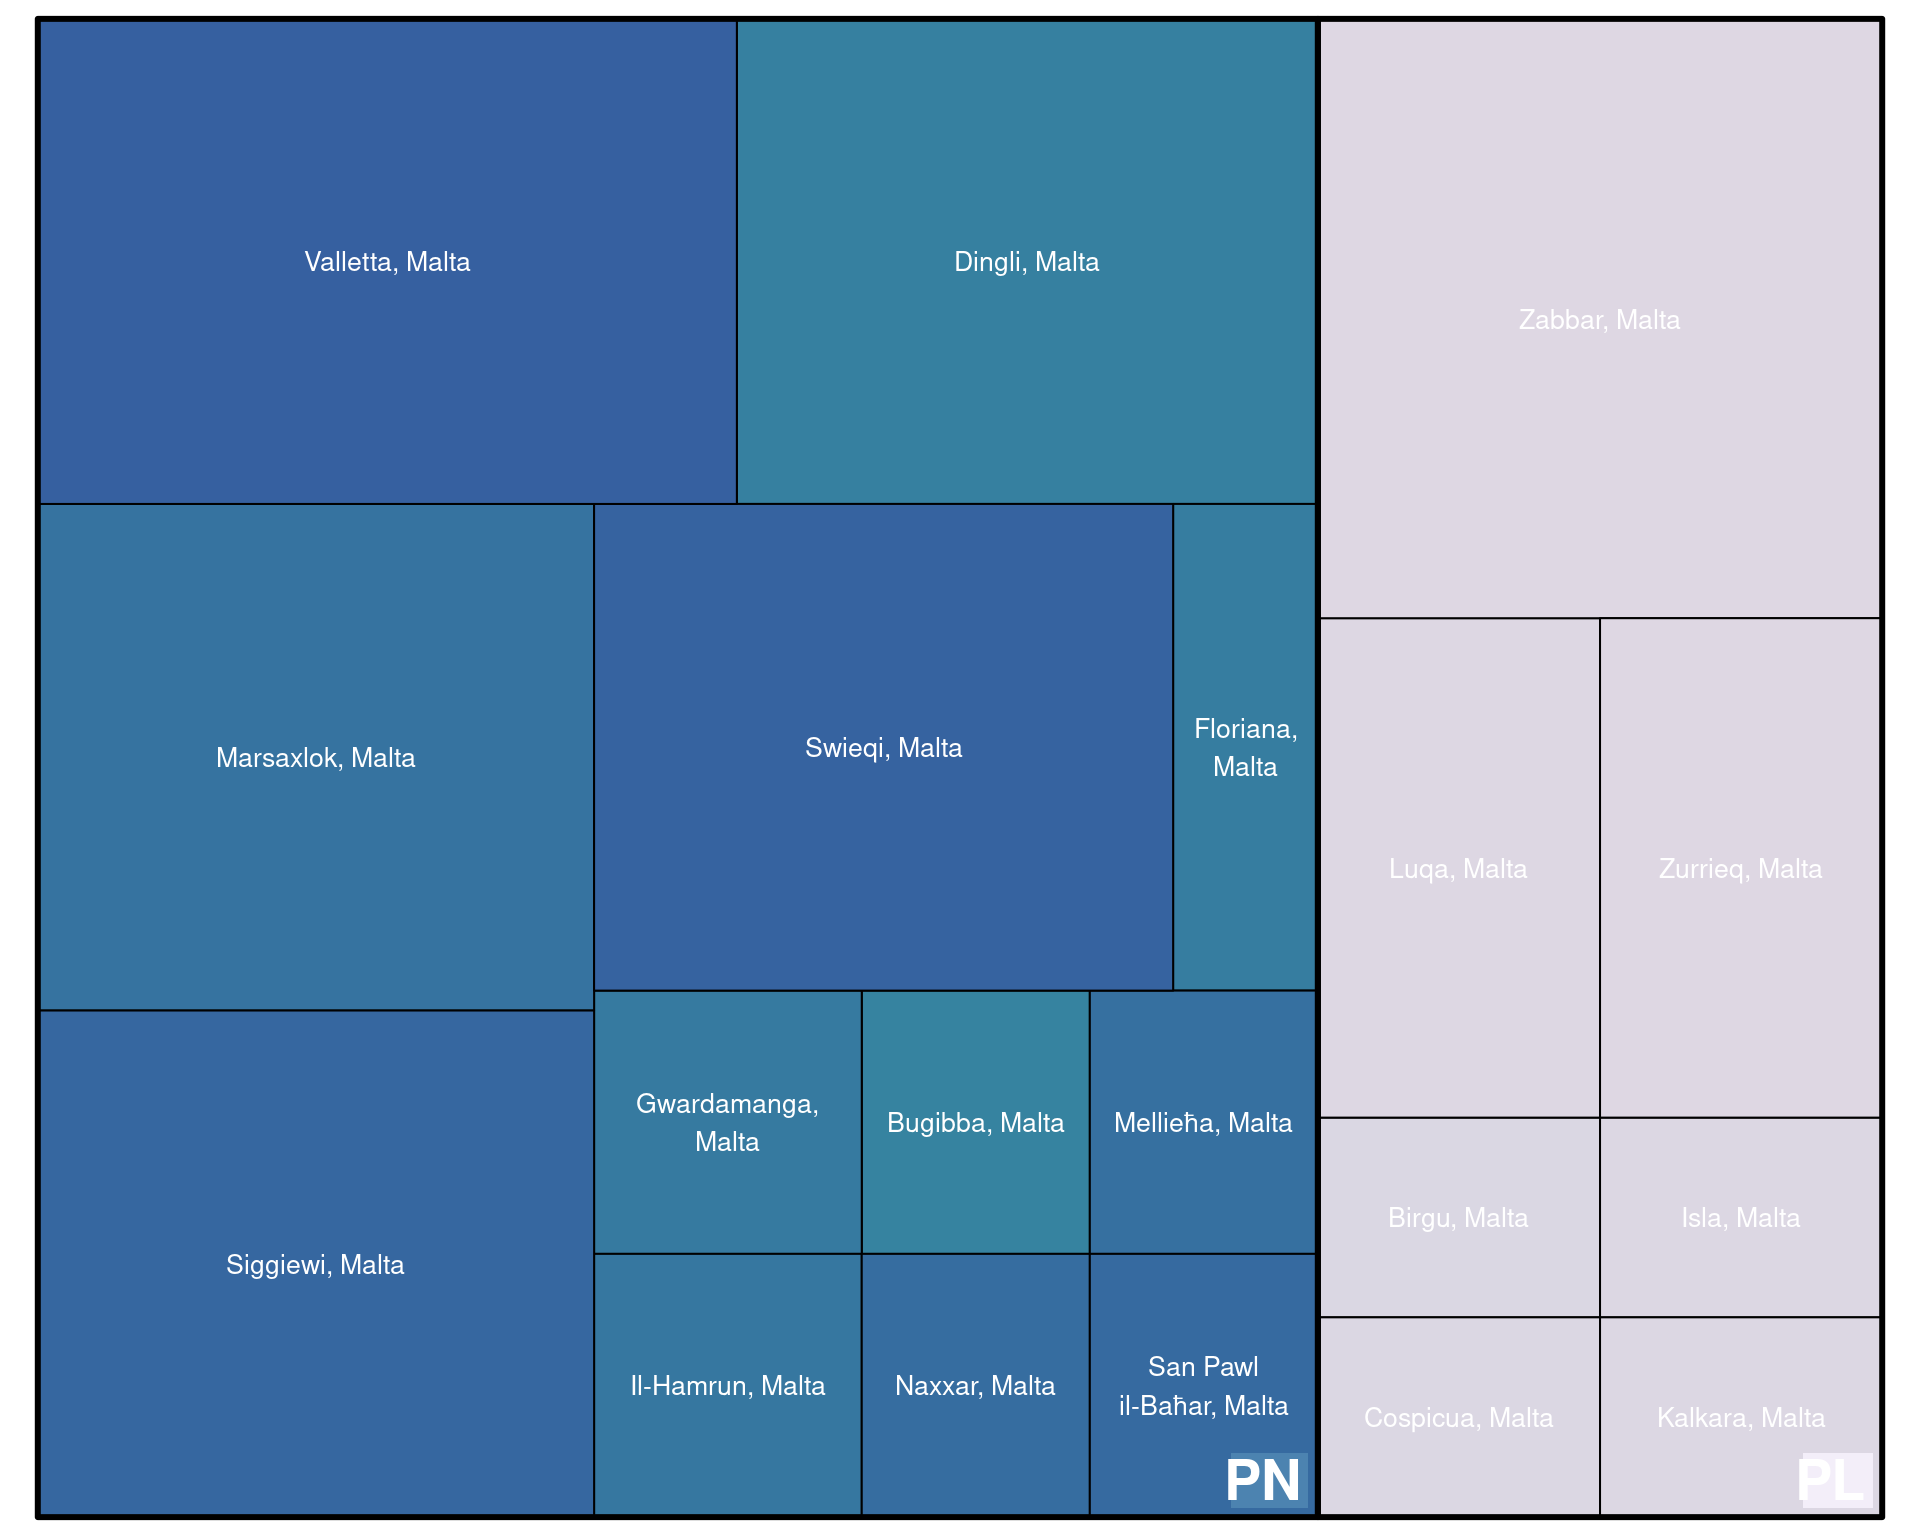 Valletta, Malta
Dingli, Malta
Zabbar, Malta
Marsaxlok, Malta
Swieqi, Malta
Floriana,
Malta
Luqa, Malta
Zurrieq, Malta
Siggiewi, Malta
Gwardamanga,
Malta
Bugibba, Malta
Mellieħa, Malta
Birgu, Malta
Isla, Malta
Il-Hamrun, Malta
Naxxar, Malta
San Pawl
il-Baħar, Malta
Cospicua, Malta
Kalkara, Malta
PN
PL